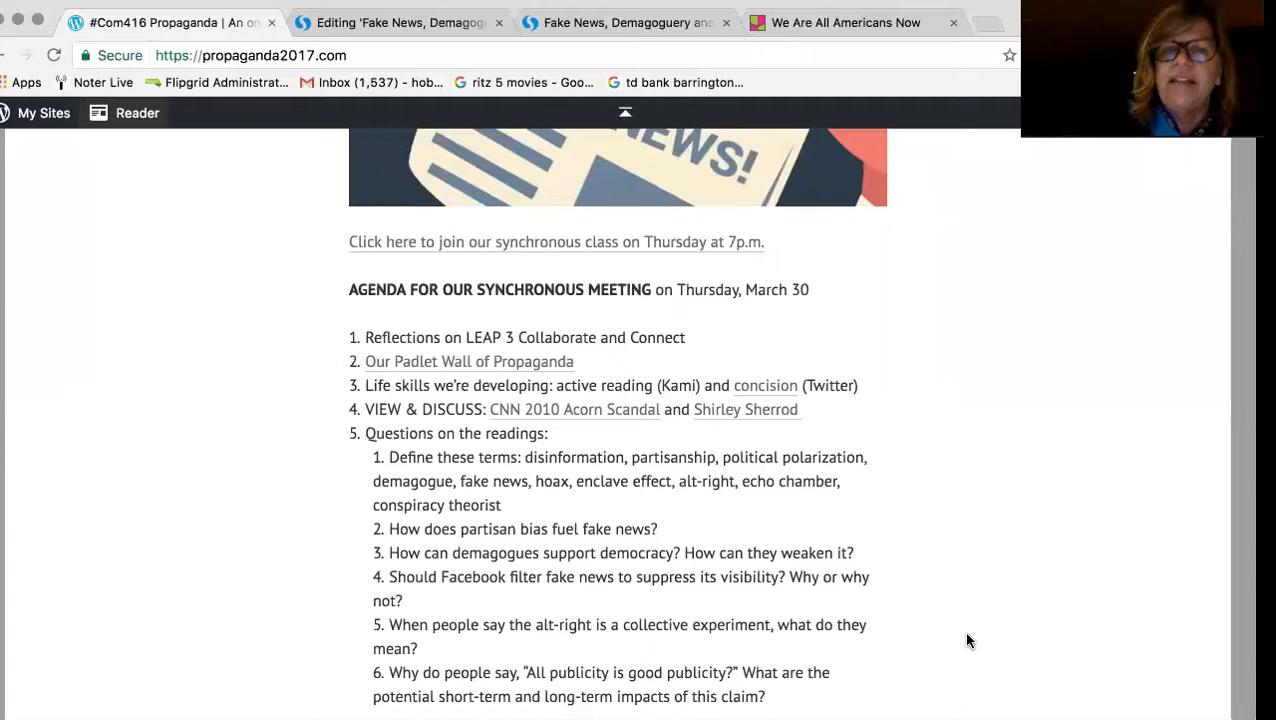 #Com416 Propaganda | An on
Editing 'Fake News, Demagog
Fake News, Demagoguery and
We Are All Americans Now
Secure https://propaganda2017.com
Apps Noter Live Flipgrid Administrat... Inbox (1,537) - hob... ritz 5 movies - Goo... td bank barrington...
My Sites Reader
NEWS!
Click here to join our synchronous class on Thursday at 7p.m.
AGENDA FOR OUR SYNCHRONOUS MEETING on Thursday, March 30
1. Reflections on LEAP 3 Collaborate and Connect
2. Our Padlet Wall of Propaganda
3. Life skills we're developing: active reading (Kami) and concision (Twitter)
4. VIEW & DISCUSS: CNN 2010 Acorn Scandal and Shirley Sherrod
5. Questions on the readings:
1. Define these terms: disinformation, partisanship, political polarization,
demagogue, fake news, hoax, enclave effect, alt-right, echo chamber,
conspiracy theorist
2. How does partisan bias fuel fake news?
3. How can demagogues support democracy? How can they weaken it?
4. Should Facebook filter fake news to suppress its visibility? Why or why
not?
5. When people say the alt-right is a collective experiment, what do they
mean?
6. Why do people say, “All publicity is good publicity?” What are the
potential short-term and long-term impacts of this claim?